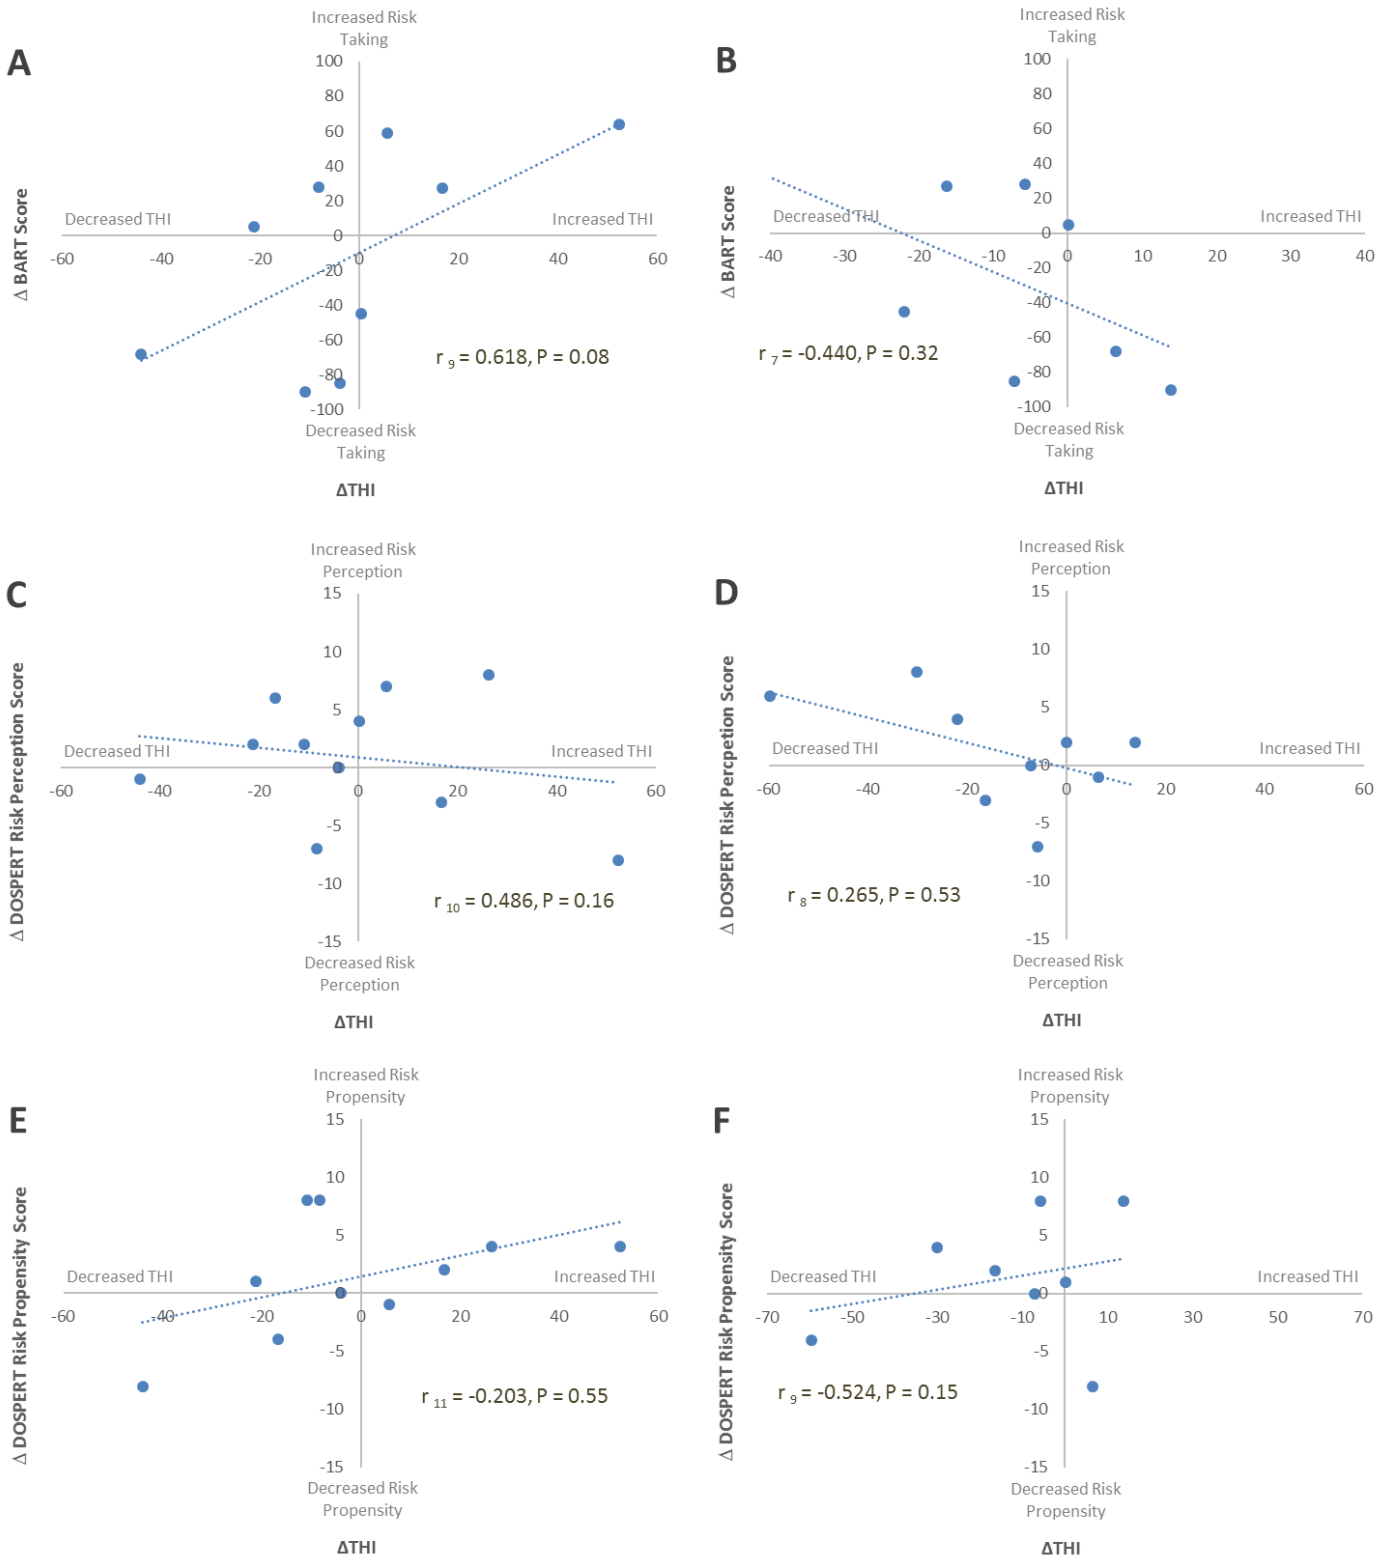 Increased Risk
Taking
A
100
80
60
40
20
0
-20
-40
-60
-80
-100
Decreased THI
Increased THI
-60
-40
-20
0
20
40
60
Δ BART Score
r 9 = 0.618, P = 0.08
Decreased Risk
Taking
ΔTHI
Increased Risk
Taking
B
100
80
60
40
20
0
-20
-40
-60
-80
-100
Decreased THI
Increased THI
-40
-30
-20
-10
0
10
20
30
40
Δ BART Score
r 7 = -0.440, P = 0.32
Decreased Risk
Taking
ΔTHI
Increased Risk
Perception
C
15
10
5
0
-5
-10
-15
Decreased THI
Increased THI
-60
-40
-20
0
20
40
60
Δ DOSPERT Risk Perception Score
r 10 = 0.486, P = 0.16
Decreased Risk
Perception
ΔTHI
Increased Risk
Perception
D
15
10
5
0
-5
-10
-15
Decreased THI
Increased THI
-60
-40
-20
0
20
40
60
Δ DOSPERT Risk Percpetion Score
r 8 = 0.265, P = 0.53
Decreased Risk
Perception
ΔTHI
Increased Risk
Propensity
E
15
10
5
0
-5
-10
-15
Decreased THI
Increased THI
-60
-40
-20
0
20
40
60
Δ DOSPERT Risk Propensity Score
r 11 = -0.203, P = 0.55
Decreased Risk
Propensity
ΔTHI
Increased Risk
Propensity
F
15
10
5
0
-5
-10
-15
Decreased THI
Increased THI
-70
-50
-30
-10
10
30
50
70
Δ DOSPERT Risk Propensity Score
r 9 = -0.524, P = 0.15
Decreased Risk
Propensity
ΔTHI